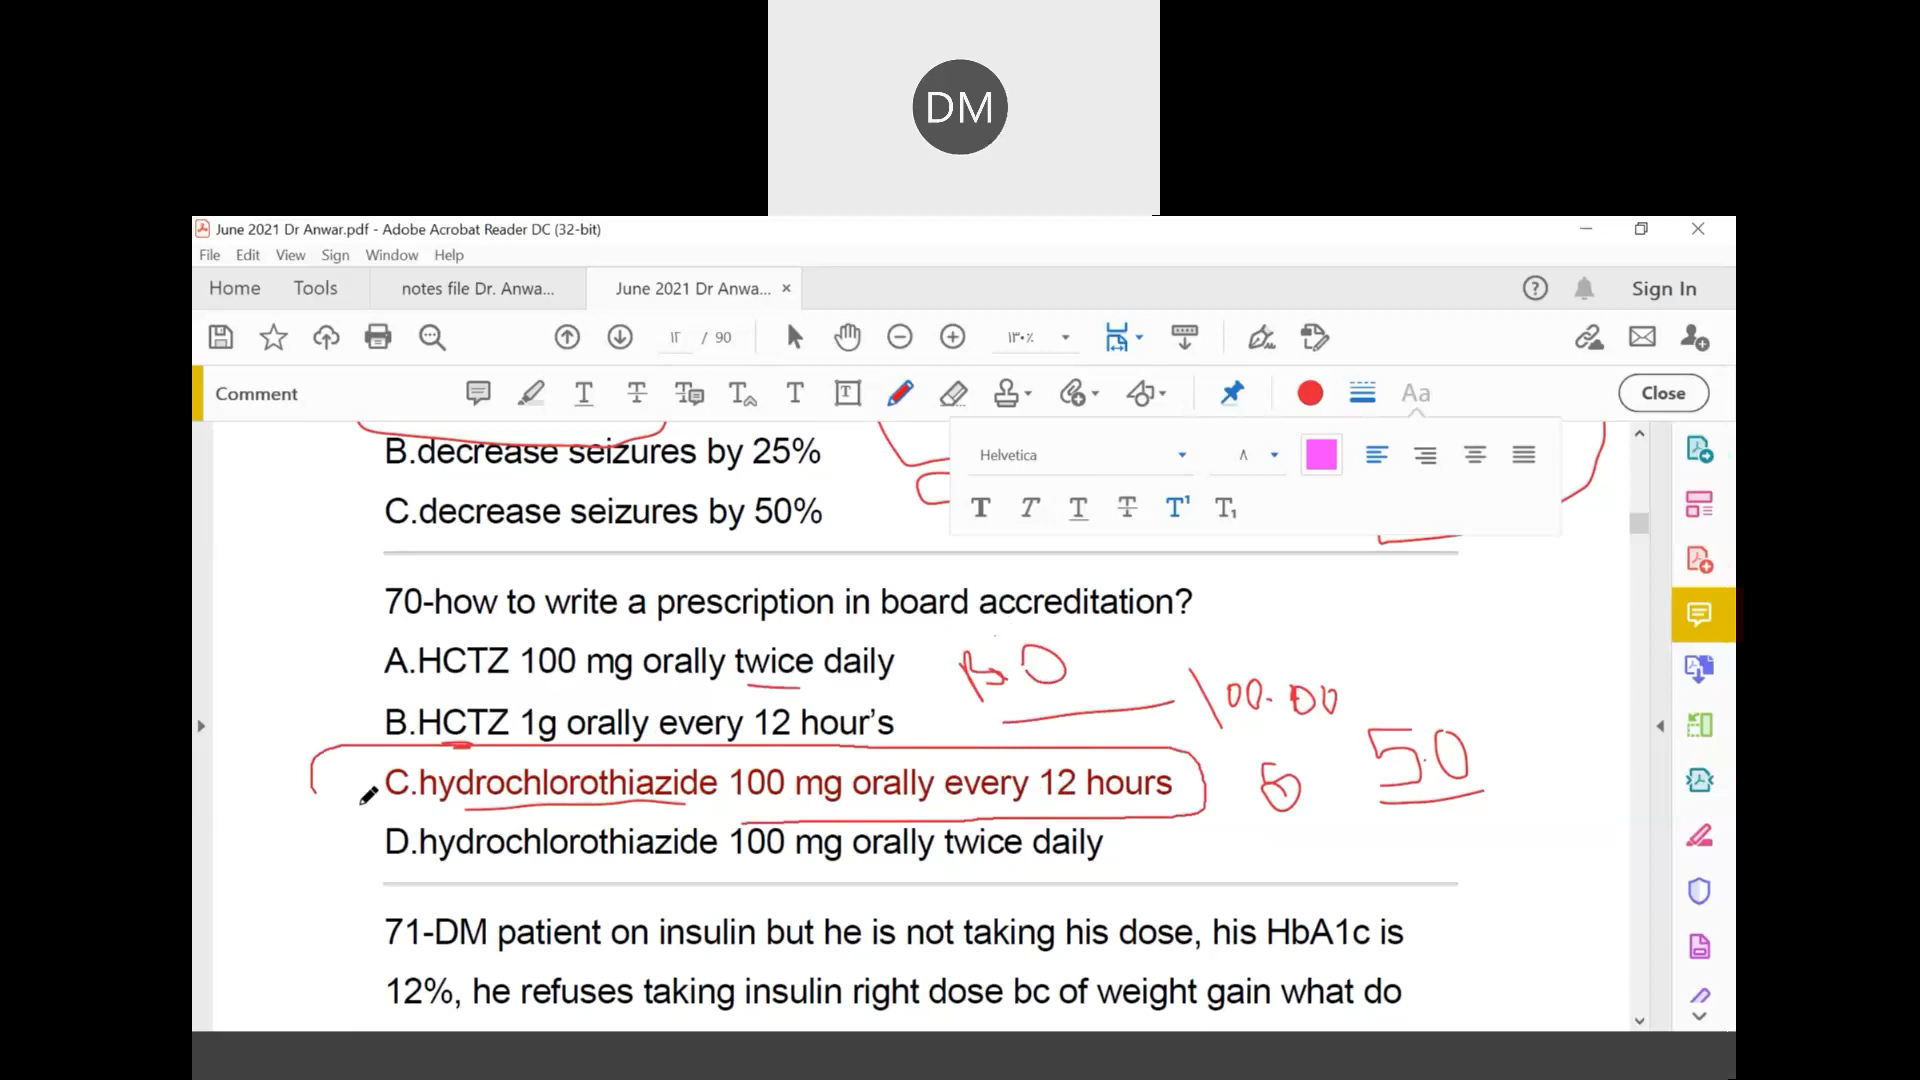 DM
June 2021 Dr Anwar.pdf - Adobe Acrobat Reader DC (32-bit)
File Edit View Sign Window Help
Home Tools notes file Dr. Anwa... June 2021 Dr Anwa... × Sign In
١٢ / 90 ١٣٠٪
Comment Close
Helvetica ٨
B.decrease seizures by 25%
C.decrease seizures by 50%
70-how to write a prescription in board accreditation?
A.HCTZ 100 mg orally twice daily
B.HCTZ 1g orally every 12 hour’s
100.00
50
C.hydrochlorothiazide 100 mg orally every 12 hours
D.hydrochlorothiazide 100 mg orally twice daily
71-DM patient on insulin but he is not taking his dose, his HbA1c is
12%, he refuses taking insulin right dose bc of weight gain what do